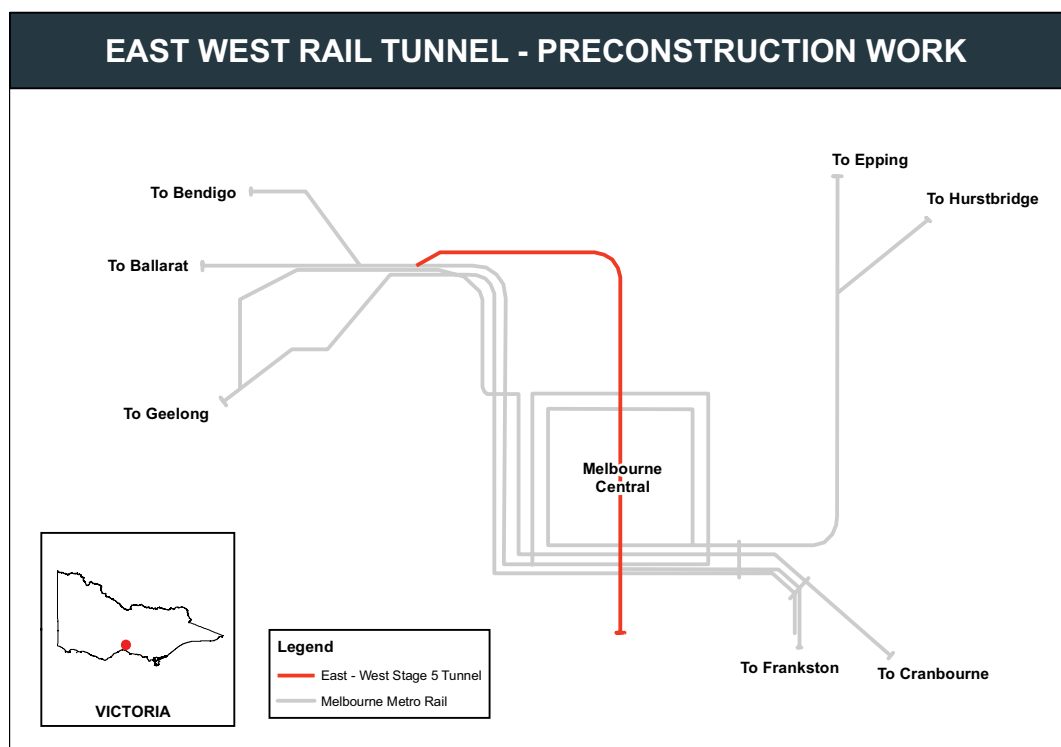 EAST WEST RAIL TUNNEL - PRECONSTRUCTION WORK
To Epping
To Bendigo
To Hurstbridge
To Ballarat
To Geelong
Melbourne
Central
Legend
East - West Stage 5 Tunnel
Melbourne Metro Rail
To Frankston
To Cranbourne
VICTORIA